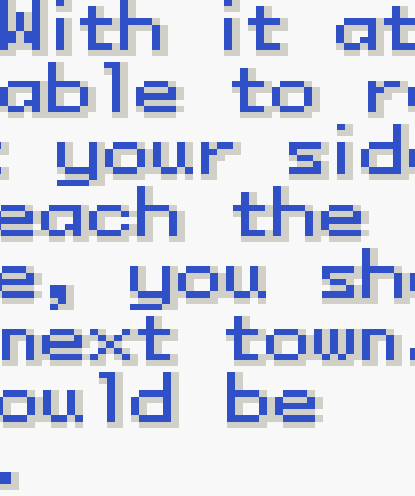 With it at
able to r
: your sid
each the
e, you sh
next town.
ould be
.